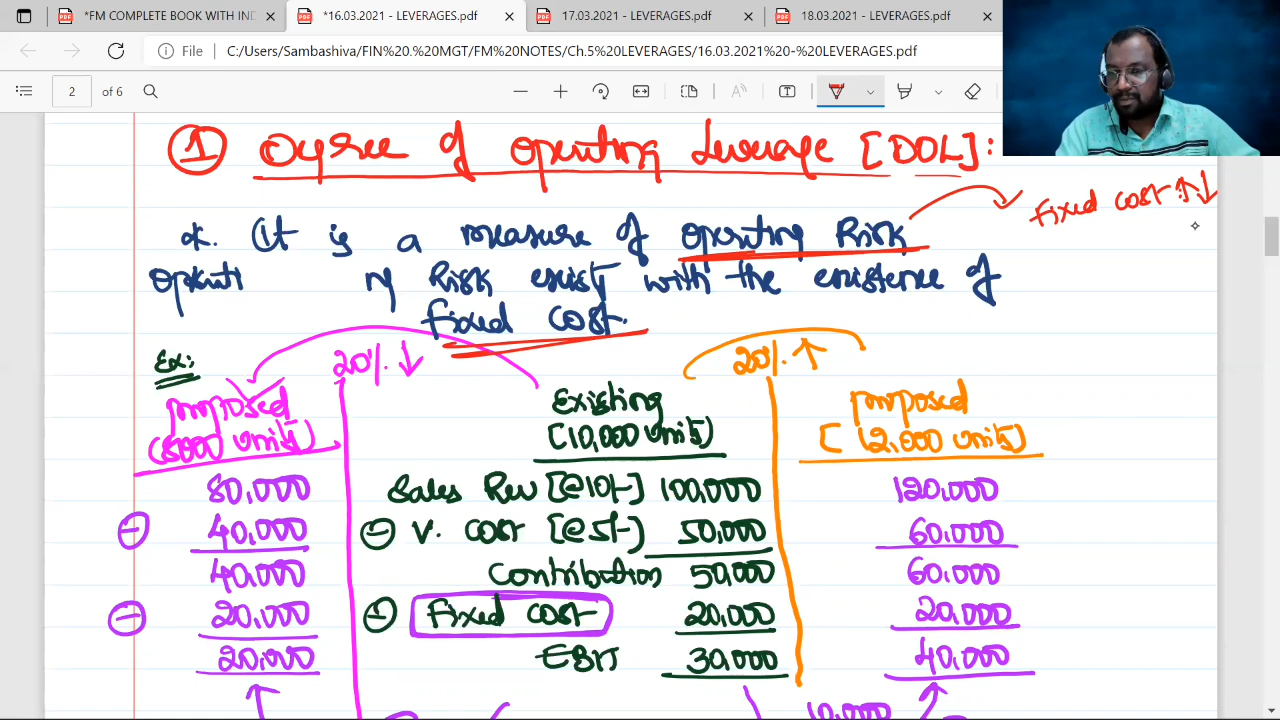 *FM COMPLETE BOOK WITH IND
*16.03.2021 - LEVERAGES.pdf
17.03.2021 - LEVERAGES.pdf
18.03.2021 - LEVERAGES.pdf
File
C:/Users/Sambashiva/FIN%20.%20MGT/FM%20NOTES/Ch.5%20LEVERAGES/16.03.2021%20-%20LEVERAGES.pdf
2 of 6
① Degree of operating Leverage [DOL]:
Fixed cost ↑↓
*. It is a measure of operating Risk
operating Risk exist with the existence of
fixed cost.
20% ↓
20% ↑
Ex:
proposed Existing proposed
(8000 units) [10,000 units) [12,000 units)
80,000 Sales Rev [@10/-] 100,000 120,000
- 40,000 - V. COST [@5/-] 50,000 60,000
40,000 Contribution 50,000 60,000
- 20,000 - Fixed COST 20,000 20,000
20,000 EBIT 30,000 40,000
10,000